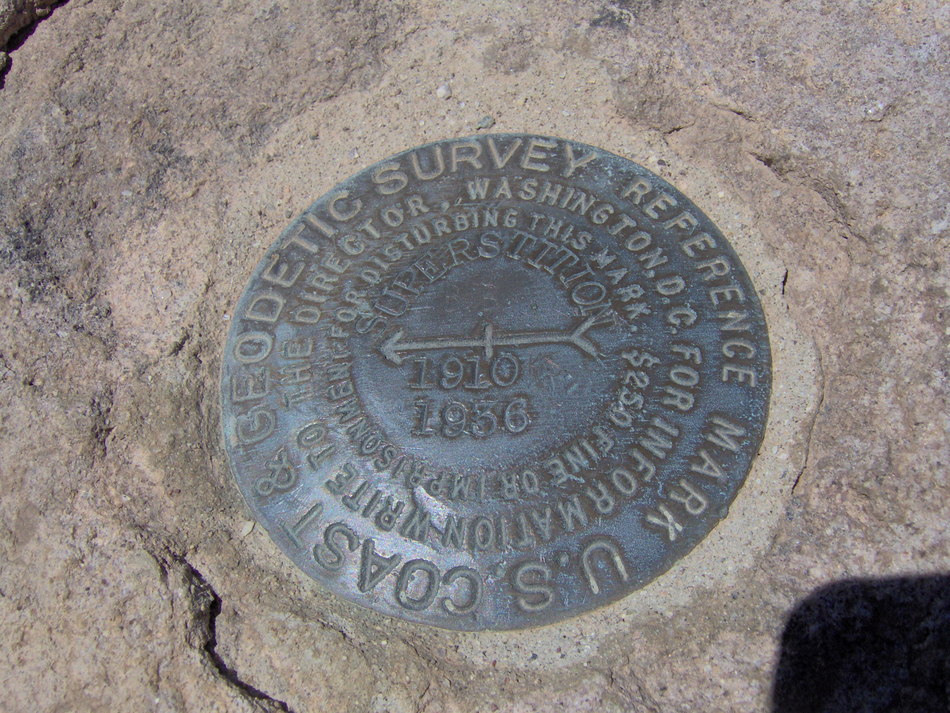 U.S. COAST & GEODETIC SURVEY REFERENCE MARK
WRITE TO THE DIRECTOR, WASHINGTON, D.C. FOR INFORMATION
$250 FINE OR IMPRISONMENT FOR DISTURBING THIS MARK.
SUPERSTITION
1910
1936